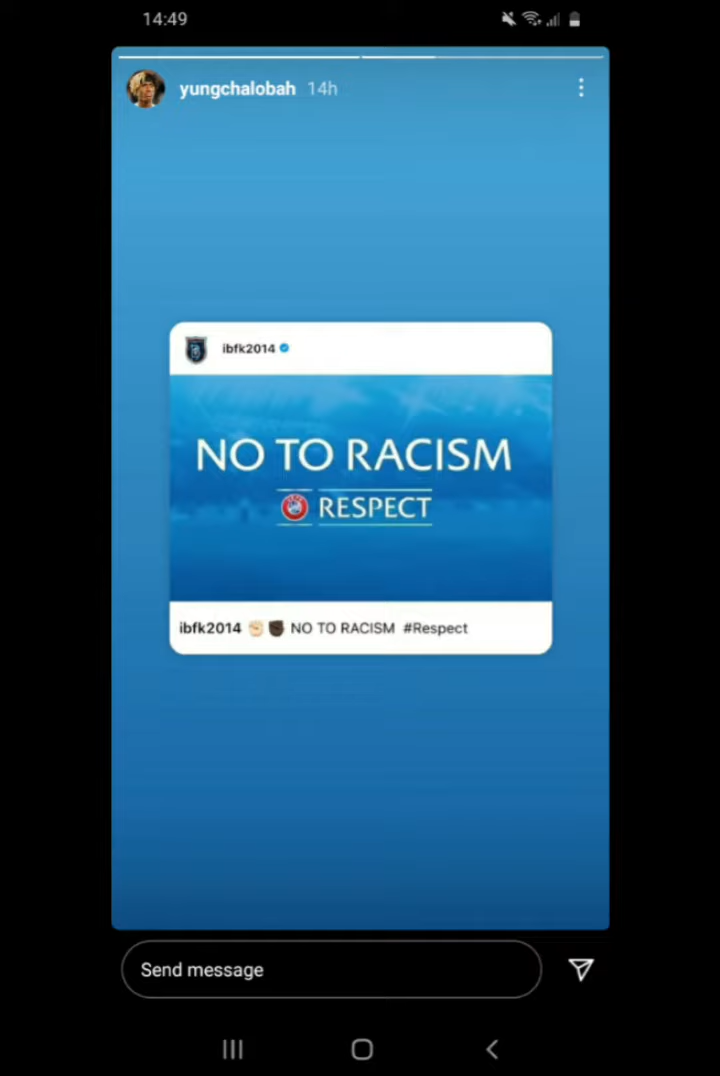 14:49
yungchalobah 14h
ibfk2014
NO TO RACISM
RESPECT
ibfk2014 ✊🏻✊🏿 NO TO RACISM #Respect
Send message